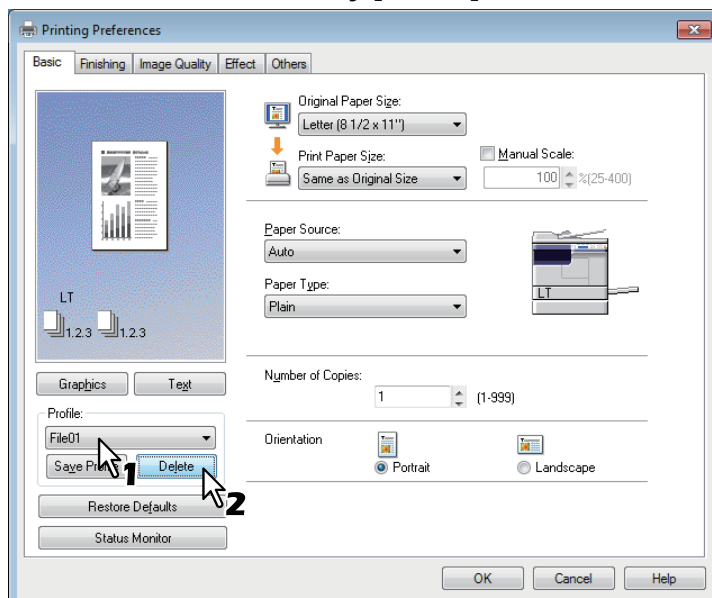 Printing Preferences
Basic Finishing Image Quality Effect Others
LT
1.2.3 1.2.3
Graphics Text
Profile:
File01
1
Delete
2
Restore Defaults
Status Monitor
Original Paper Size:
Letter (8 1/2 x 11")
Print Paper Size:
Same as Original Size
Manual Scale:
100 %(25-400)
Paper Source:
Auto
Paper Type:
Plain
LT
Number of Copies:
1 (1-999)
Orientation
Portrait Landscape
OK Cancel Help